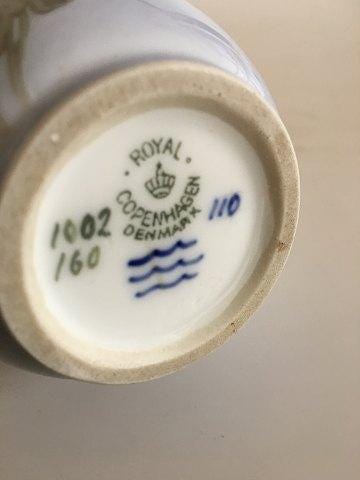 · ROYAL ·
COPENHAGEN
DENMARK
1002
160
110